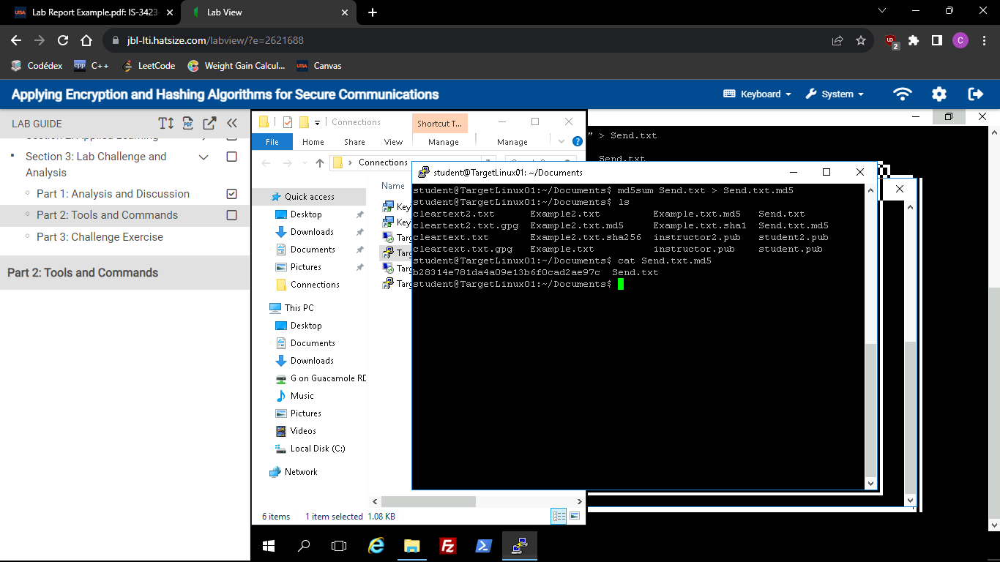 Lab Report Example.pdf: IS-3423-
Lab View
jbl-lti.hatsize.com/labview/?e=2621688
2
C
Codédex
cpp C++
LeetCode
Weight Gain Calcul...
UTSA Canvas
Applying Encryption and Hashing Algorithms for Secure Communications
Keyboard
System
LAB GUIDE
PDF
Section 3: Lab Challenge and
Analysis
Part 1: Analysis and Discussion
Part 2: Tools and Commands
Part 3: Challenge Exercise
Part 2: Tools and Commands
Connections
Shortcut T...
File
Home
Share
View
Manage
Manage
Connections
Name
Quick access
Desktop
Downloads
Documents
Pictures
Connections
This PC
Desktop
Documents
Downloads
G on Guacamole RD
Music
Pictures
Videos
Local Disk (C:)
Network
Key
Key
Targ
Targ
Targ
Targ
6 items
1 item selected 1.08 KB
" > Send.txt
Send.txt
student@TargetLinux01: ~/Documents
student@TargetLinux01:~/Documents$ md5sum Send.txt > Send.txt.md5
student@TargetLinux01:~/Documents$ ls
cleartext2.txt Example2.txt Example.txt.md5 Send.txt
cleartext2.txt.gpg Example2.txt.md5 Example.txt.sha1 Send.txt.md5
cleartext.txt Example2.txt.sha256 instructor2.pub student2.pub
cleartext.txt.gpg Example.txt instructor.pub student.pub
student@TargetLinux01:~/Documents$ cat Send.txt.md5
b28314e781da4a09e13b6f0cad2ae97c Send.txt
student@TargetLinux01:~/Documents$